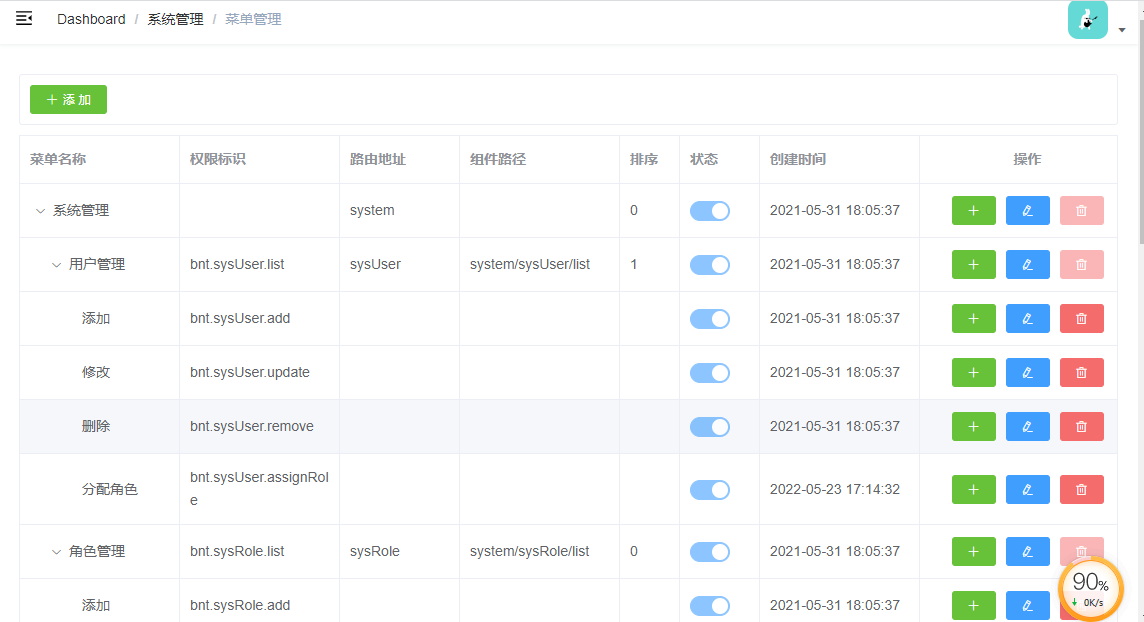 Dashboard / 系统管理 / 菜单管理
添加
菜单名称 权限标识 路由地址 组件路径 排序 状态 创建时间 操作
系统管理 system 0 2021-05-31 18:05:37
用户管理 bnt.sysUser.list sysUser system/sysUser/list 1 2021-05-31 18:05:37
添加 bnt.sysUser.add 2021-05-31 18:05:37
修改 bnt.sysUser.update 2021-05-31 18:05:37
删除 bnt.sysUser.remove 2021-05-31 18:05:37
分配角色 bnt.sysUser.assignRol
e 2022-05-23 17:14:32
角色管理 bnt.sysRole.list sysRole system/sysRole/list 0 2021-05-31 18:05:37
添加 bnt.sysRole.add 2021-05-31 18:05:37
90%
0K/s